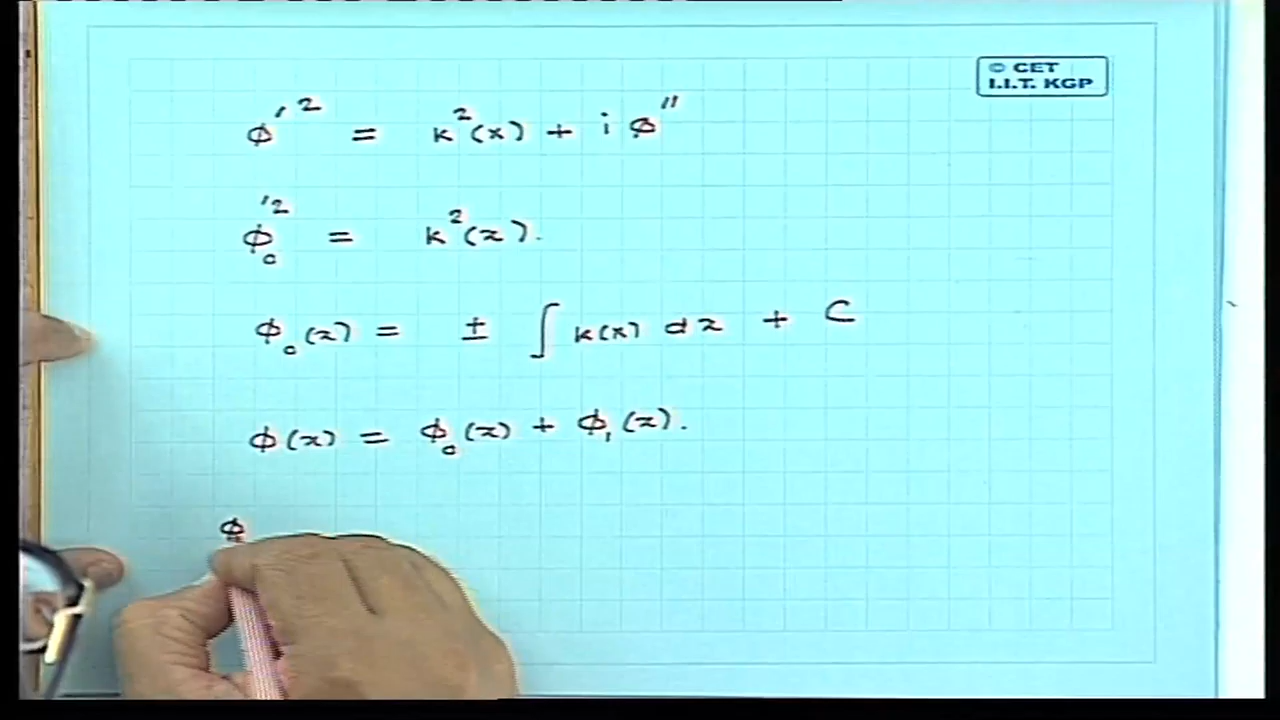 © CET
I.I.T. KGP
ϕ'² = k²(x) + i ϕ''
ϕ₀'² = k²(x).
ϕ₀(x) = ± ∫ k(x) dx + C
ϕ(x) = ϕ₀(x) + ϕ₁(x).
ϕ